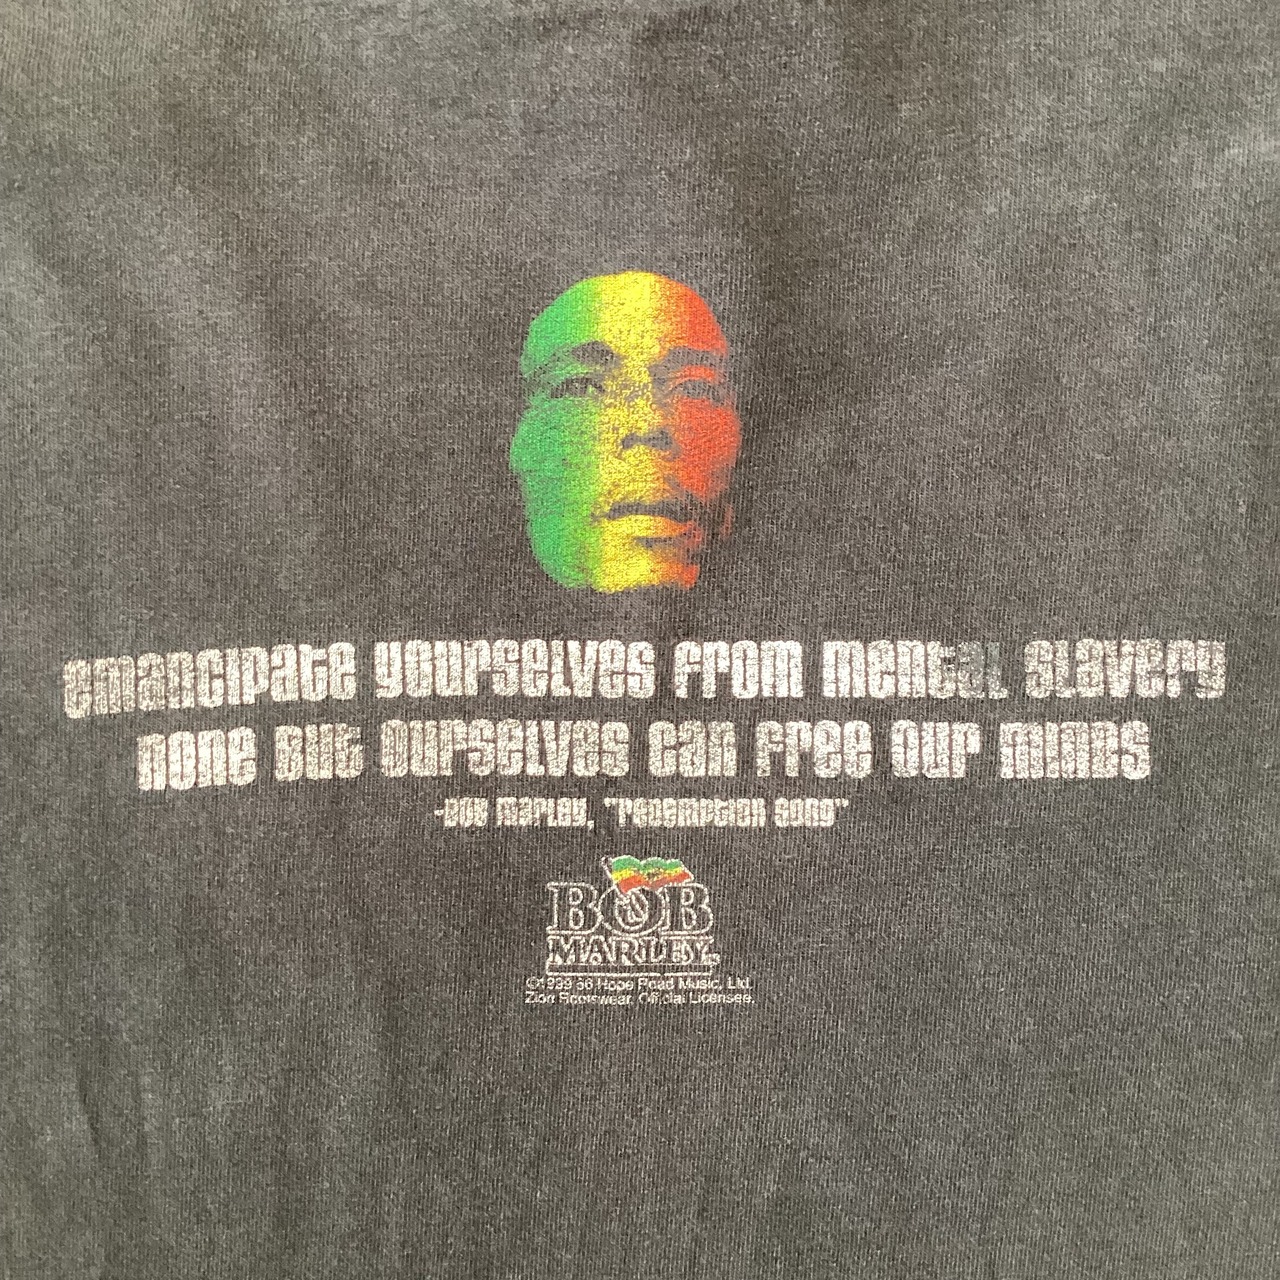 emancipate yourselves from mental slavery
none but ourselves can free our minds
-Bob Marley, "redemption song"
BOB
MARLEY
©1999 56 Hope Road Music, Ltd.
Zion Rootswear, Official Licensee.